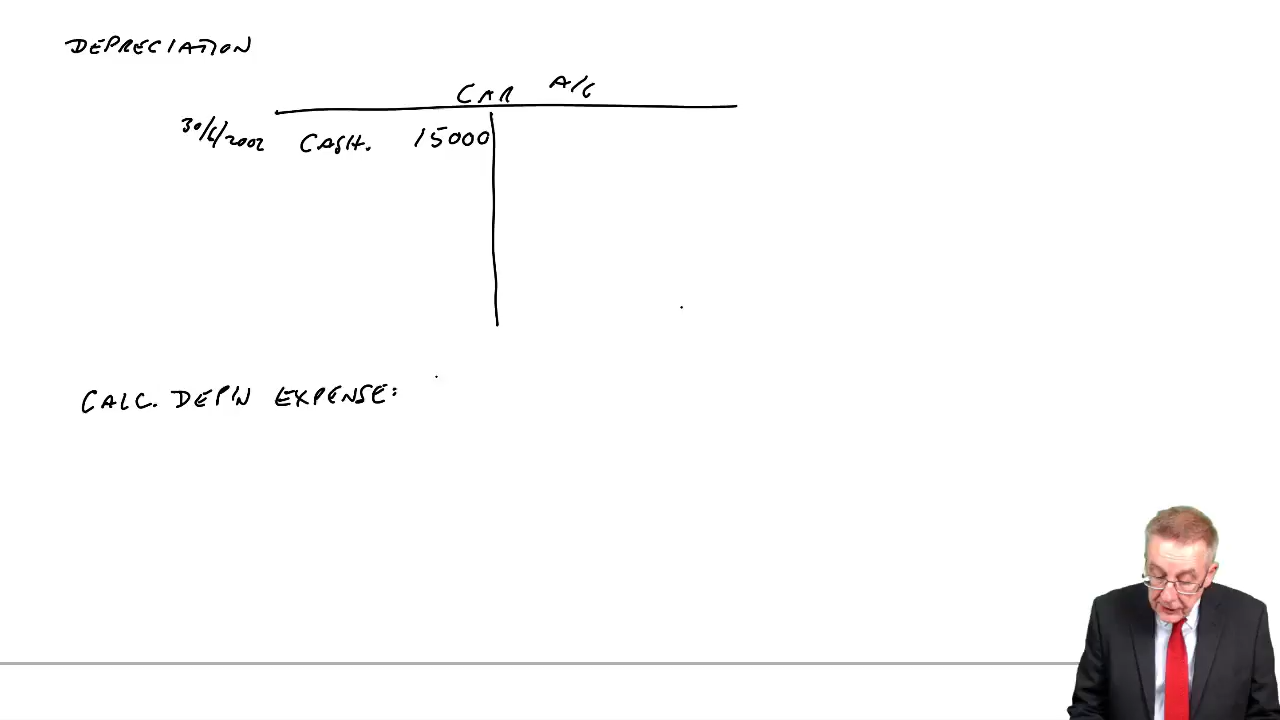 DEPRECIATION
CAR A/C
30/6/2002 CASH. 15000
CALC. DEP'N EXPENSE: